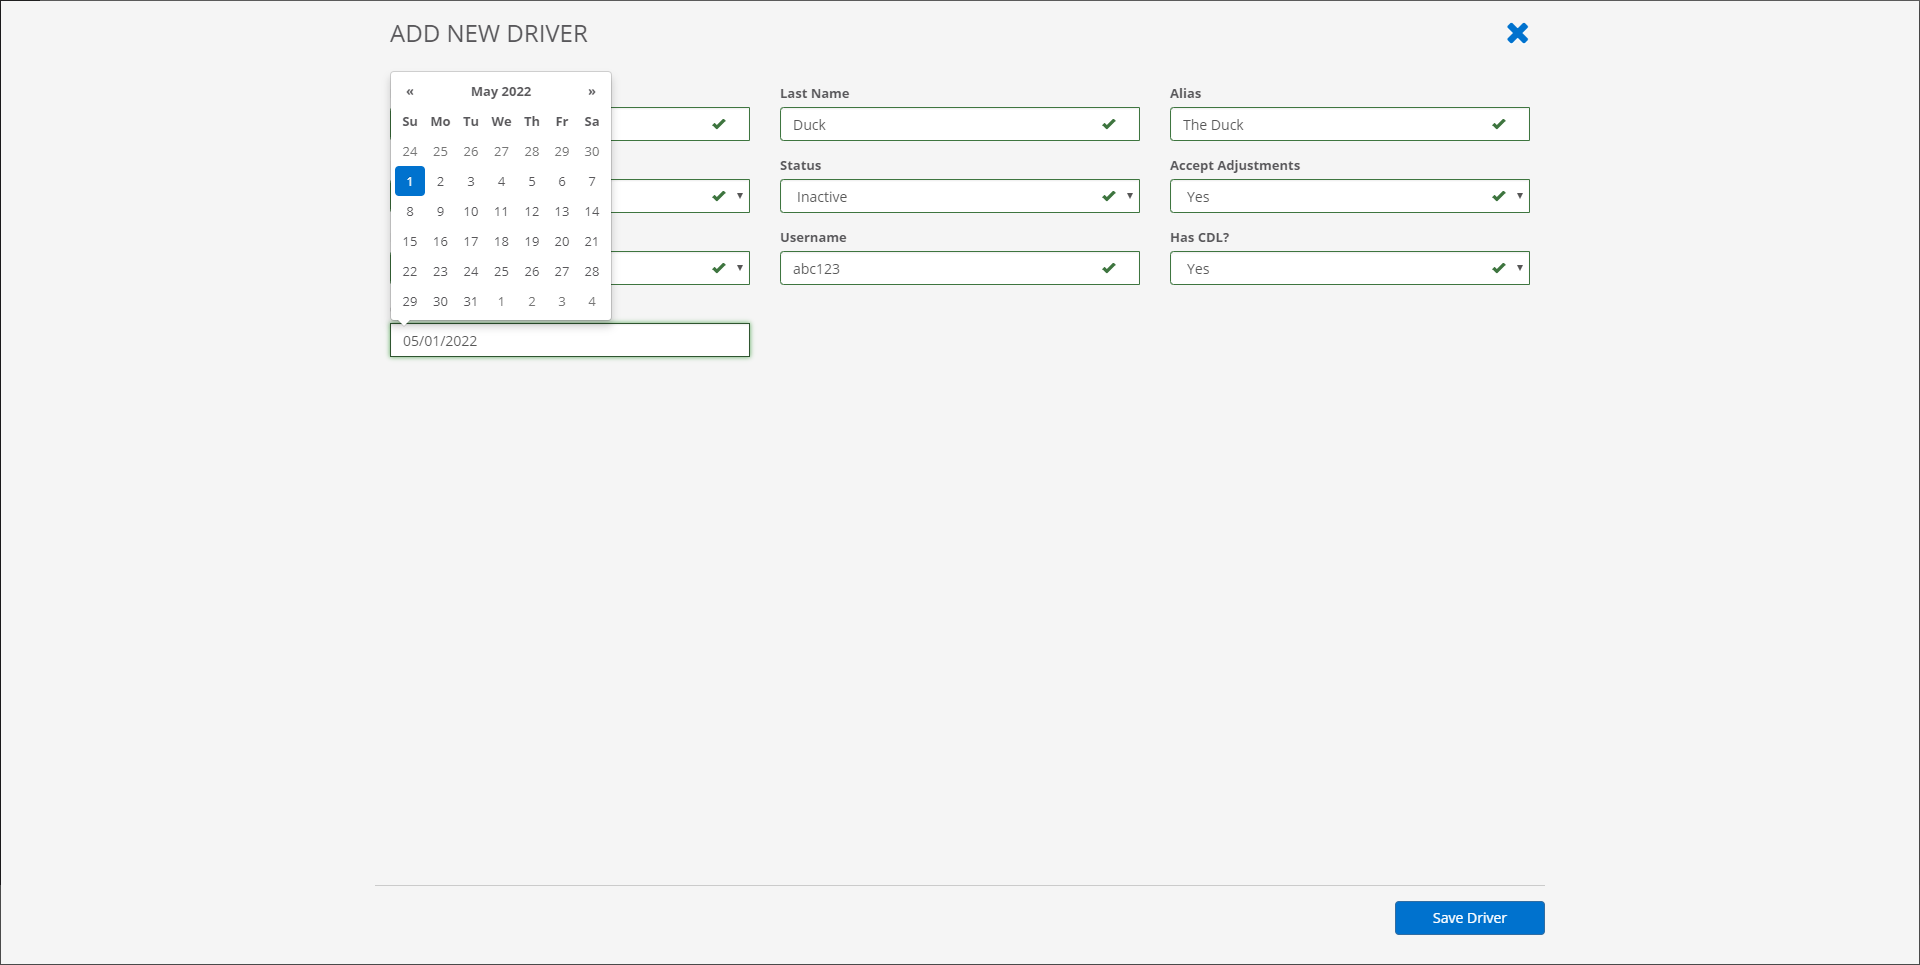 ADD NEW DRIVER
« May 2022 »
Su Mo Tu We Th Fr Sa
24 25 26 27 28 29 30
1 2 3 4 5 6 7
8 9 10 11 12 13 14
15 16 17 18 19 20 21
22 23 24 25 26 27 28
29 30 31 1 2 3 4
05/01/2022
Last Name
Duck
Alias
The Duck
Status
Inactive
Accept Adjustments
Yes
Username
abc123
Has CDL?
Yes
Save Driver